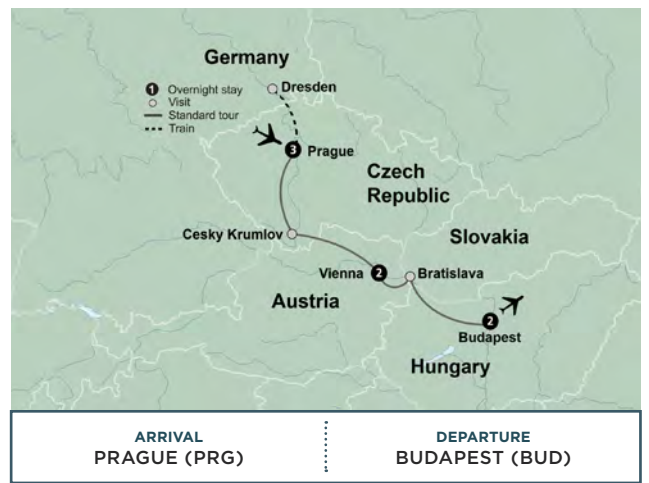 Germany
Dresden
1 Overnight stay
Visit
Standard tour
Train
3 Prague
Czech
Republic
Cesky Krumlov
Slovakia
Vienna 2
Bratislava
Austria
2
Budapest
Hungary
ARRIVAL
PRAGUE (PRG)
DEPARTURE
BUDAPEST (BUD)